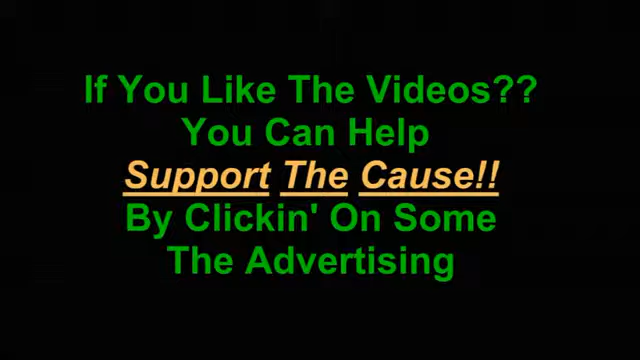 If You Like The Videos??
You Can Help
Support The Cause!!
By Clickin' On Some
The Advertising